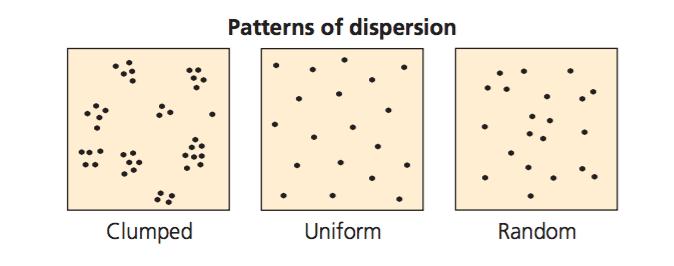 Patterns of dispersion
Clumped
Uniform
Random